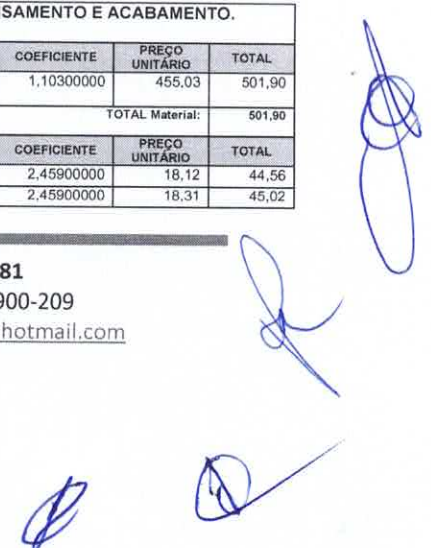 SAMENTO E ACABAMENTO.
COEFICIENTE PREÇO UNITÁRIO TOTAL
1,10300000 455,03 501,90
TOTAL Material: 501,90
COEFICIENTE PREÇO UNITÁRIO TOTAL
2,45900000 18,12 44,56
2,45900000 18,31 45,02
81
900-209
hotmail.com